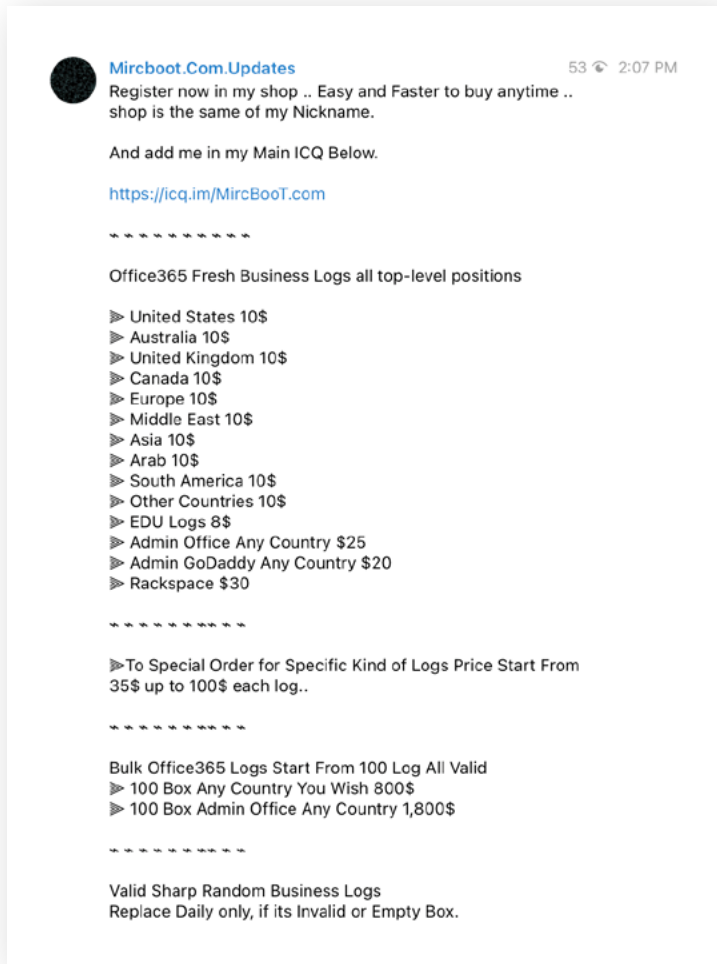 Mircboot.Com.Updates 53 2:07 PM
Register now in my shop .. Easy and Faster to buy anytime ..
shop is the same of my Nickname.
And add me in my Main ICQ Below.
https://icq.im/MircBooT.com
Office365 Fresh Business Logs all top-level positions
⫸ United States 10$
⫸ Australia 10$
⫸ United Kingdom 10$
⫸ Canada 10$
⫸ Europe 10$
⫸ Middle East 10$
⫸ Asia 10$
⫸ Arab 10$
⫸ South America 10$
⫸ Other Countries 10$
⫸ EDU Logs 8$
⫸ Admin Office Any Country $25
⫸ Admin GoDaddy Any Country $20
⫸ Rackspace $30
⫸To Special Order for Specific Kind of Logs Price Start From
35$ up to 100$ each log..
Bulk Office365 Logs Start From 100 Log All Valid
⫸ 100 Box Any Country You Wish 800$
⫸ 100 Box Admin Office Any Country 1,800$
Valid Sharp Random Business Logs
Replace Daily only, if its Invalid or Empty Box.